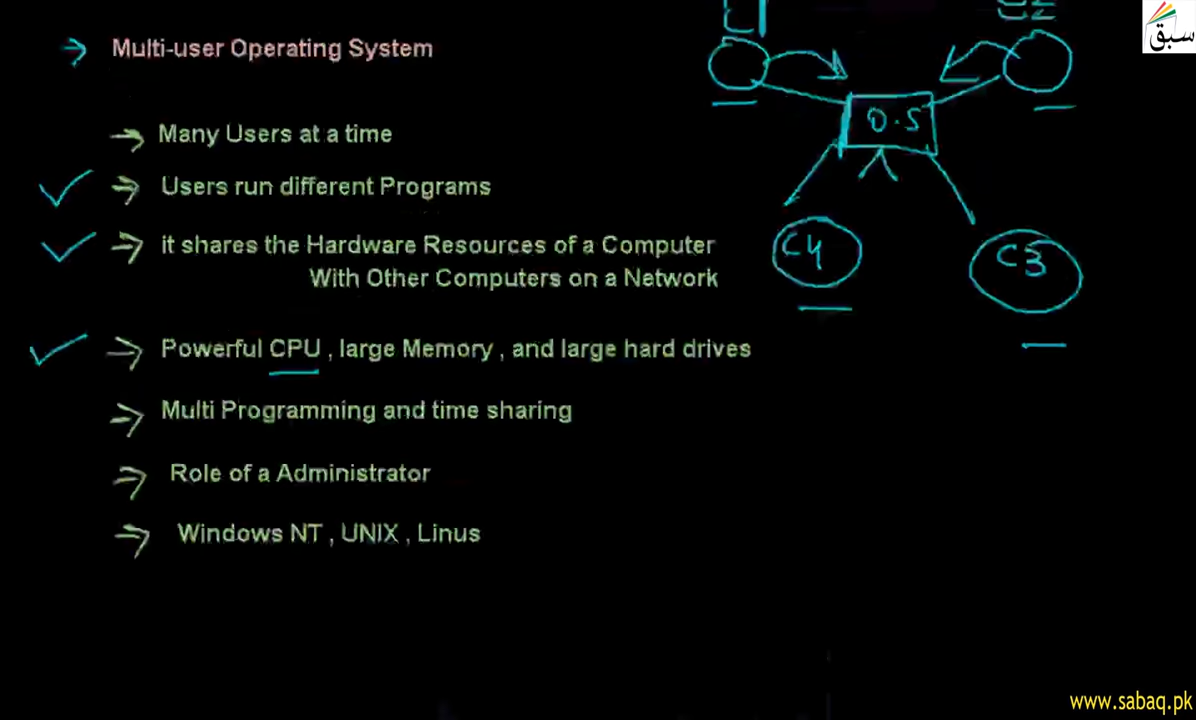 C1
C2
Multi-user Operating System
سبق
Many Users at a time
O.S
Users run different Programs
it shares the Hardware Resources of a Computer
With Other Computers on a Network
C4
C3
Powerful CPU , large Memory , and large hard drives
Multi Programming and time sharing
Role of a Administrator
Windows NT , UNIX , Linus
www.sabaq.pk